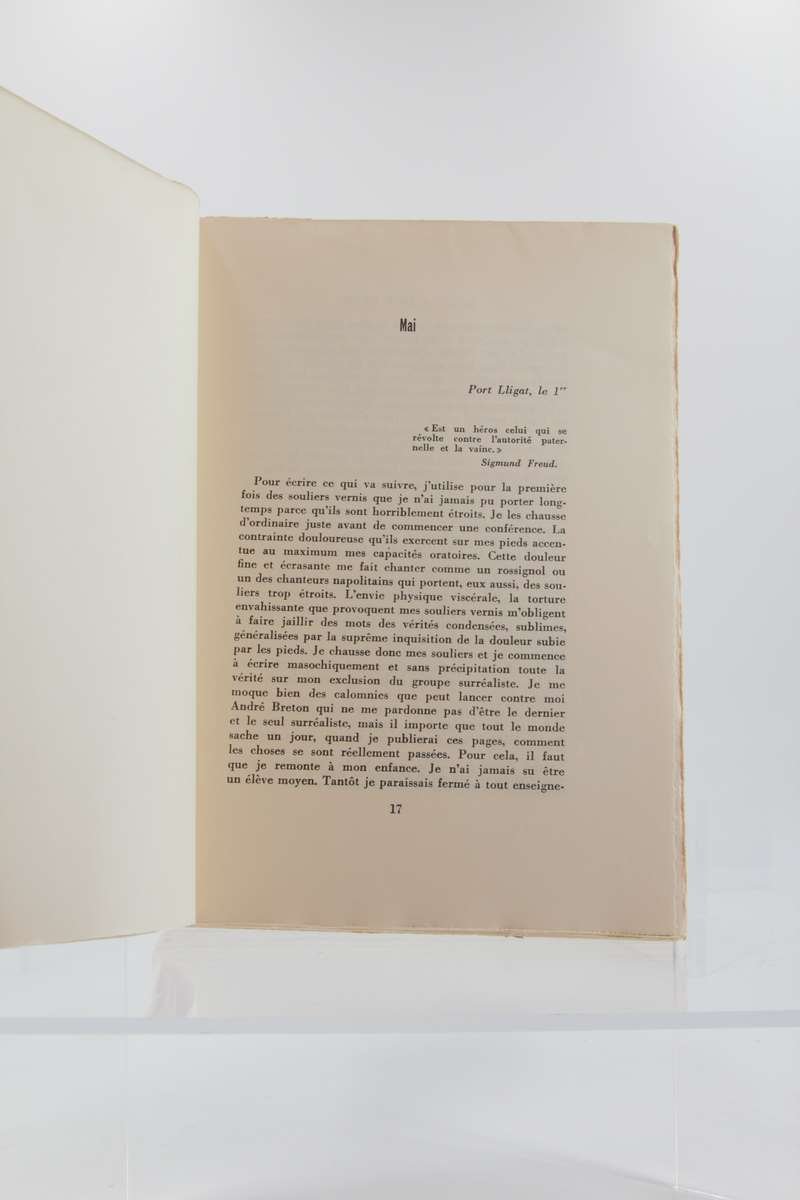 Mai
Port Lligat, le 1er
« Est un héros celui qui se
révolte contre l'autorité pater-
nelle et la vainc. »
Sigmund Freud.
Pour écrire ce qui va suivre, j'utilise pour la première
fois des souliers vernis que je n'ai jamais pu porter long-
temps parce qu'ils sont horriblement étroits. Je les chausse
d'ordinaire juste avant de commencer une conférence. La
contrainte douloureuse qu'ils exercent sur mes pieds accen-
tue au maximum mes capacités oratoires. Cette douleur
fine et écrasante me fait chanter comme un rossignol ou
un des chanteurs napolitains qui portent, eux aussi, des sou-
liers trop étroits. L'envie physique viscérale, la torture
envahissante que provoquent mes souliers vernis m'obligent
à faire jaillir des mots des vérités condensées, sublimes,
généralisées par la suprême inquisition de la douleur subie
par les pieds. Je chausse donc mes souliers et je commence
à écrire masochiquement et sans précipitation toute la
vérité sur mon exclusion du groupe surréaliste. Je me
moque bien des calomnies que peut lancer contre moi
André Breton qui ne me pardonne pas d'être le dernier
et le seul surréaliste, mais il importe que tout le monde
sache un jour, quand je publierai ces pages, comment
les choses se sont réellement passées. Pour cela, il faut
que je remonte à mon enfance. Je n'ai jamais su être
un élève moyen. Tantôt je paraissais fermé à tout enseigne-
17